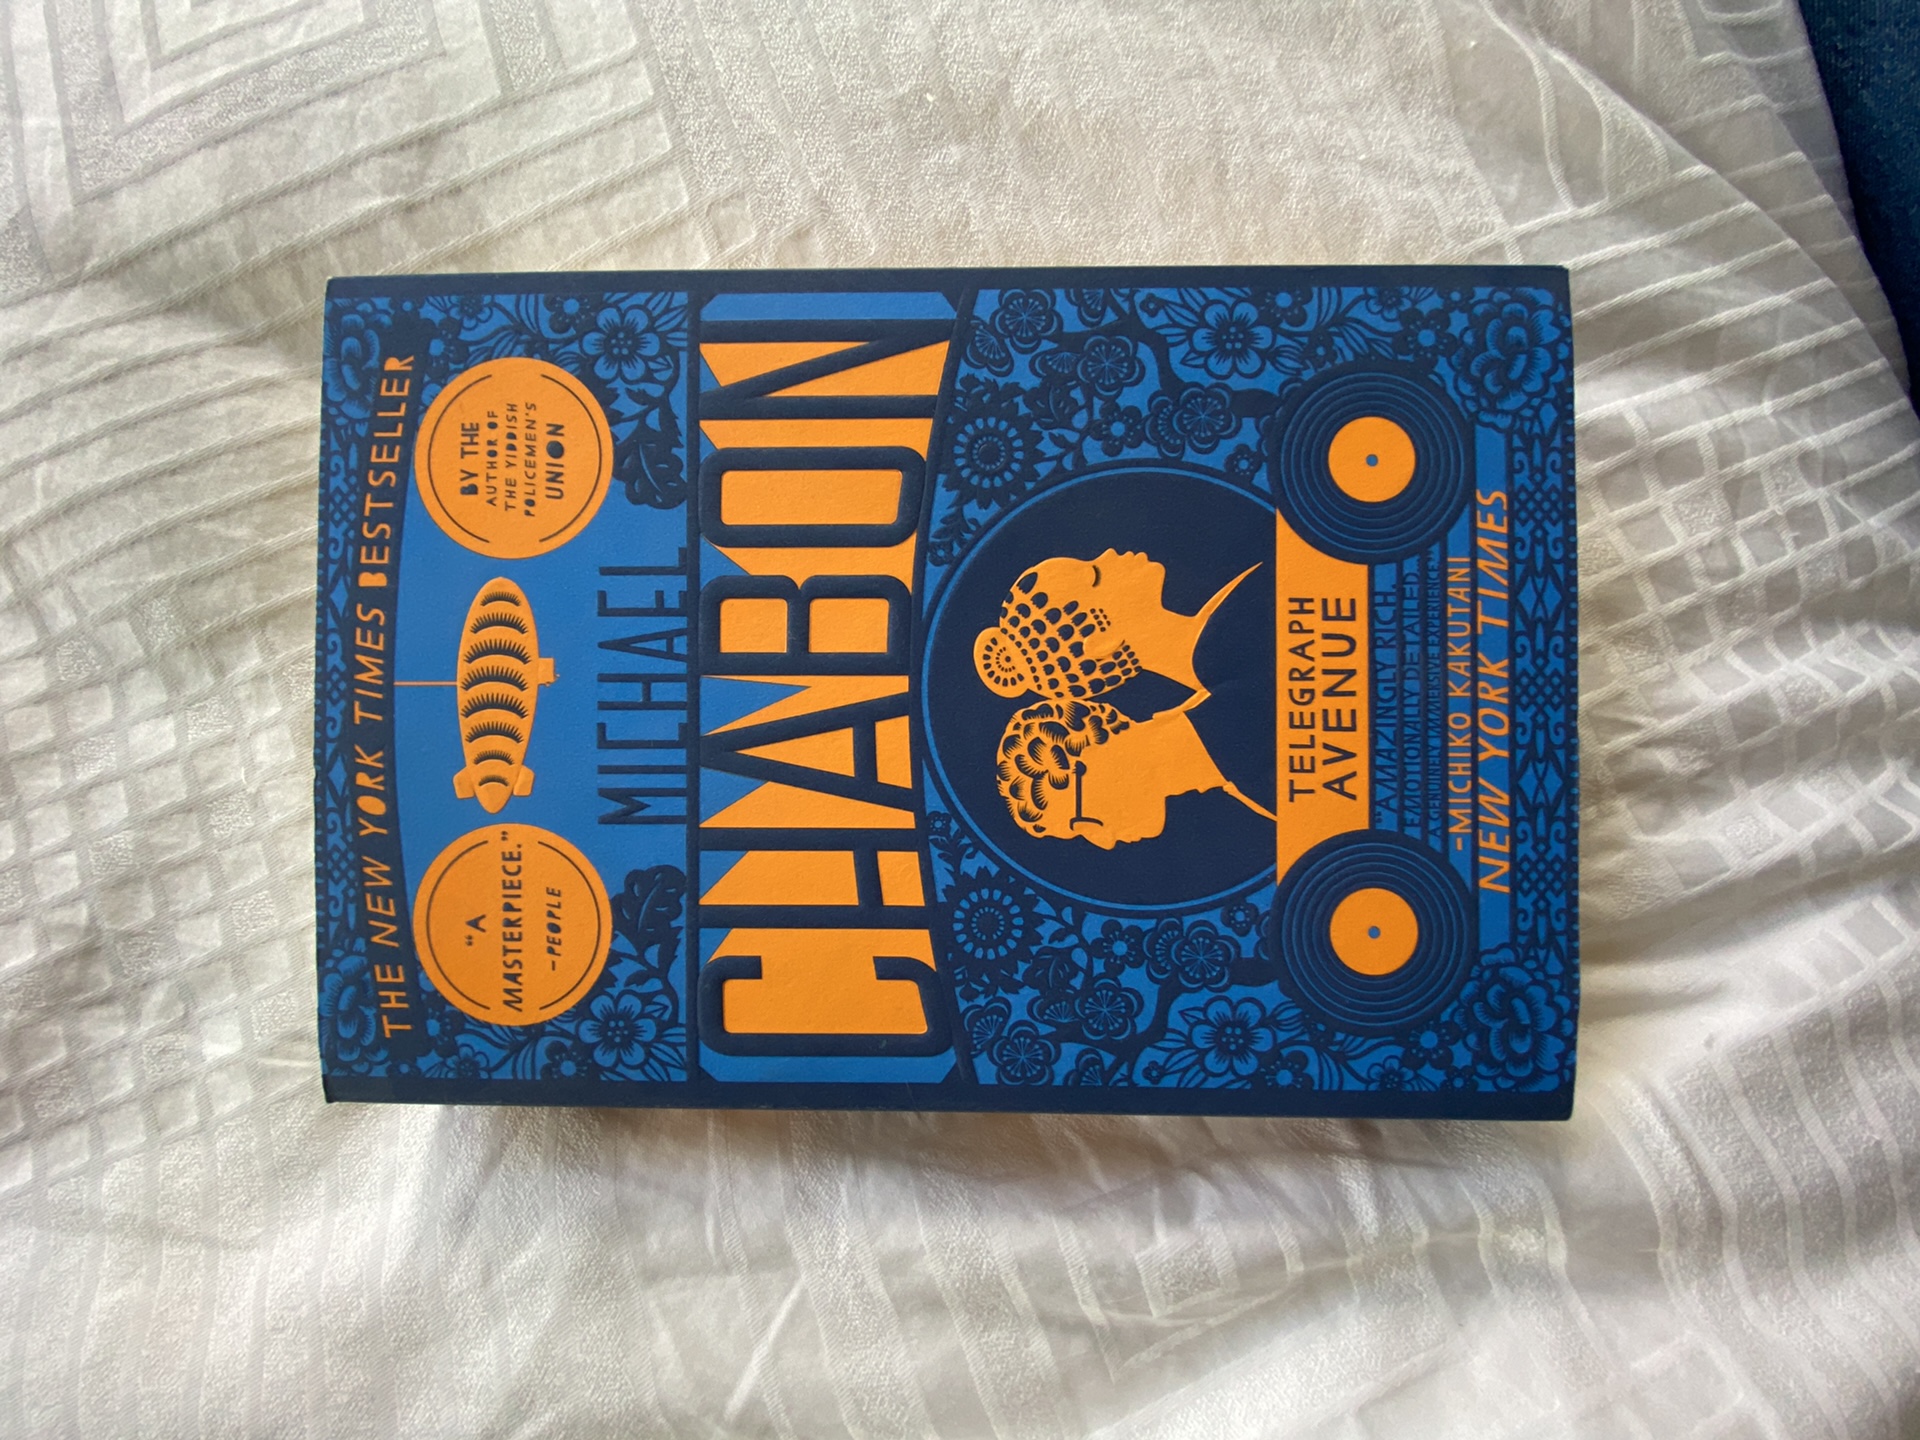 THE NEW YORK TIMES BESTSELLER
"A
MASTERPIECE."
-PEOPLE
BY THE
AUTHOR OF
THE YIDDISH
POLICEMEN'S
UNION
MICHAEL
CHABON
TELEGRAPH
AVENUE
"AMAZINGLY RICH,
EMOTIONALLY DETAILED.
A GENUINELY IMMERSIVE EXPERIENCE."
-MICHIKO KAKUTANI
NEW YORK TIMES